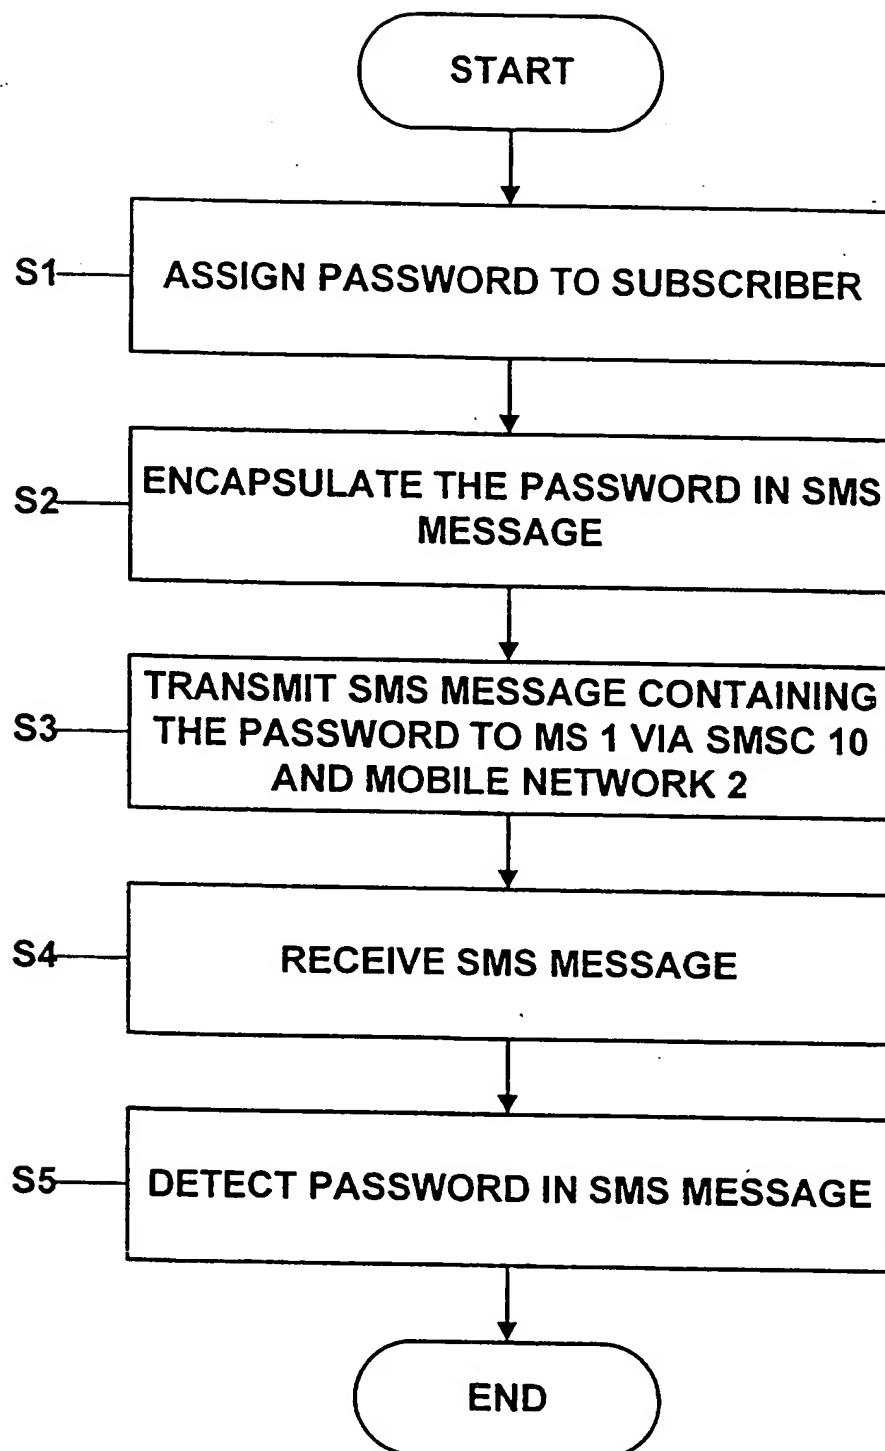 START
S1
ASSIGN PASSWORD TO SUBSCRIBER
S2
ENCAPSULATE THE PASSWORD IN SMS
MESSAGE
S3
TRANSMIT SMS MESSAGE CONTAINING
THE PASSWORD TO MS 1 VIA SMSC 10
AND MOBILE NETWORK 2
S4
RECEIVE SMS MESSAGE
S5
DETECT PASSWORD IN SMS MESSAGE
END